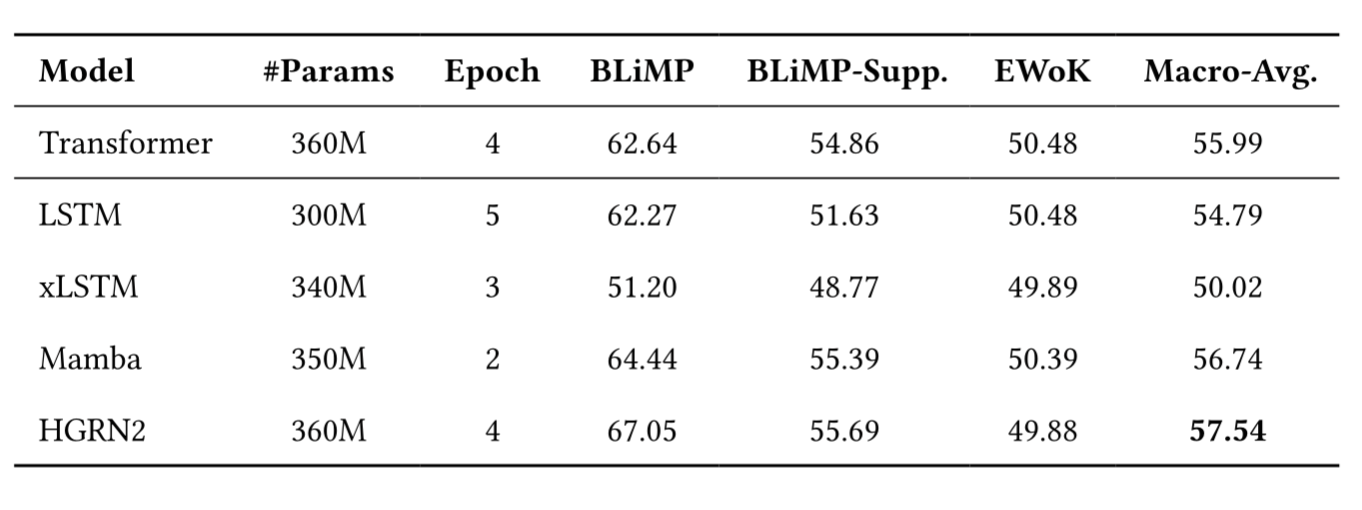 Model #Params Epoch BLiMP BLiMP-Supp. EWoK Macro-Avg.
Transformer 360M 4 62.64 54.86 50.48 55.99
LSTM 300M 5 62.27 51.63 50.48 54.79
xLSTM 340M 3 51.20 48.77 49.89 50.02
Mamba 350M 2 64.44 55.39 50.39 56.74
HGRN2 360M 4 67.05 55.69 49.88 57.54